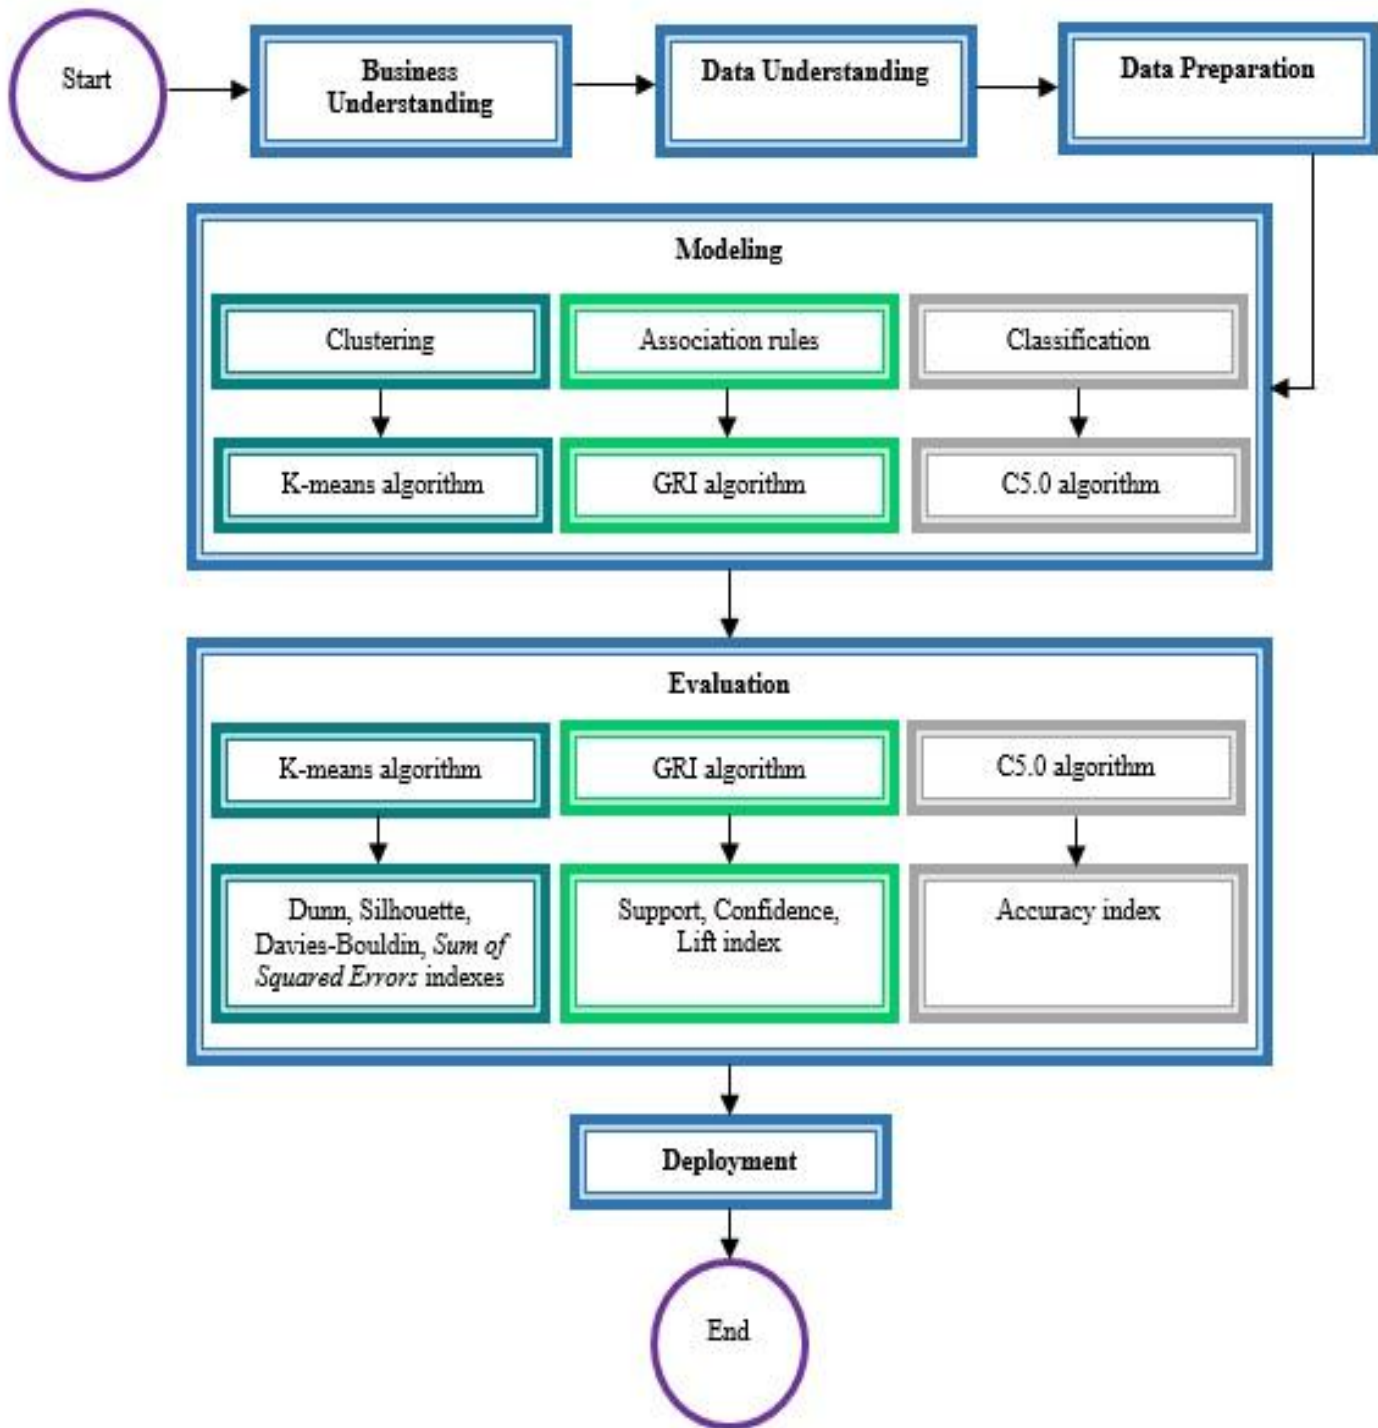 Start
Business
Understanding
Data Understanding
Data Preparation
Modeling
Clustering
Association rules
Classification
K-means algorithm
GRI algorithm
C5.0 algorithm
Evaluation
K-means algorithm
GRI algorithm
C5.0 algorithm
Dunn, Silhouette,
Davies-Bouldin, Sum of
Squared Errors indexes
Support, Confidence,
Lift index
Accuracy index
Deployment
End